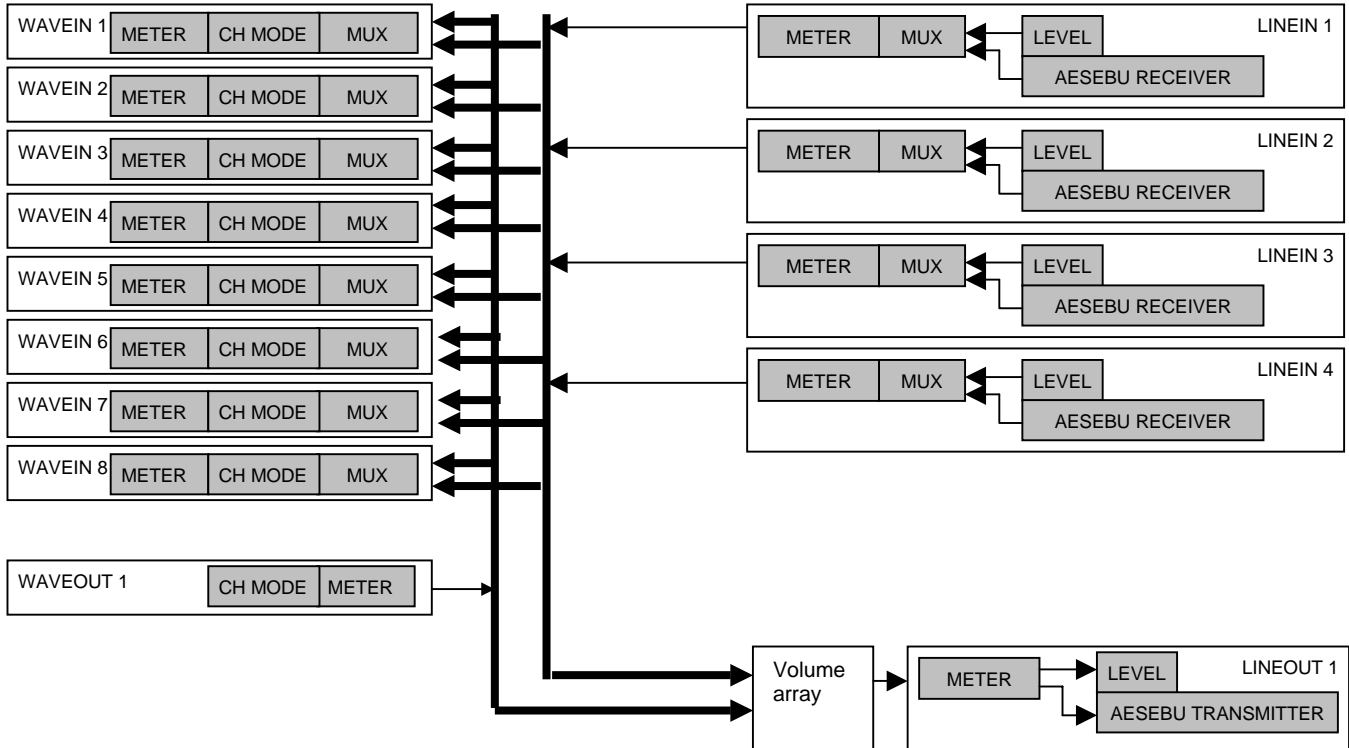 WAVEIN 1 METER CH MODE MUX
WAVEIN 2 METER CH MODE MUX
WAVEIN 3 METER CH MODE MUX
WAVEIN 4 METER CH MODE MUX
WAVEIN 5 METER CH MODE MUX
WAVEIN 6 METER CH MODE MUX
WAVEIN 7 METER CH MODE MUX
WAVEIN 8 METER CH MODE MUX
WAVEOUT 1 CH MODE METER
METER MUX LEVEL LINEIN 1
AESEBU RECEIVER
METER MUX LEVEL LINEIN 2
AESEBU RECEIVER
METER MUX LEVEL LINEIN 3
AESEBU RECEIVER
METER MUX LEVEL LINEIN 4
AESEBU RECEIVER
Volume
array
METER LEVEL LINEOUT 1
AESEBU TRANSMITTER